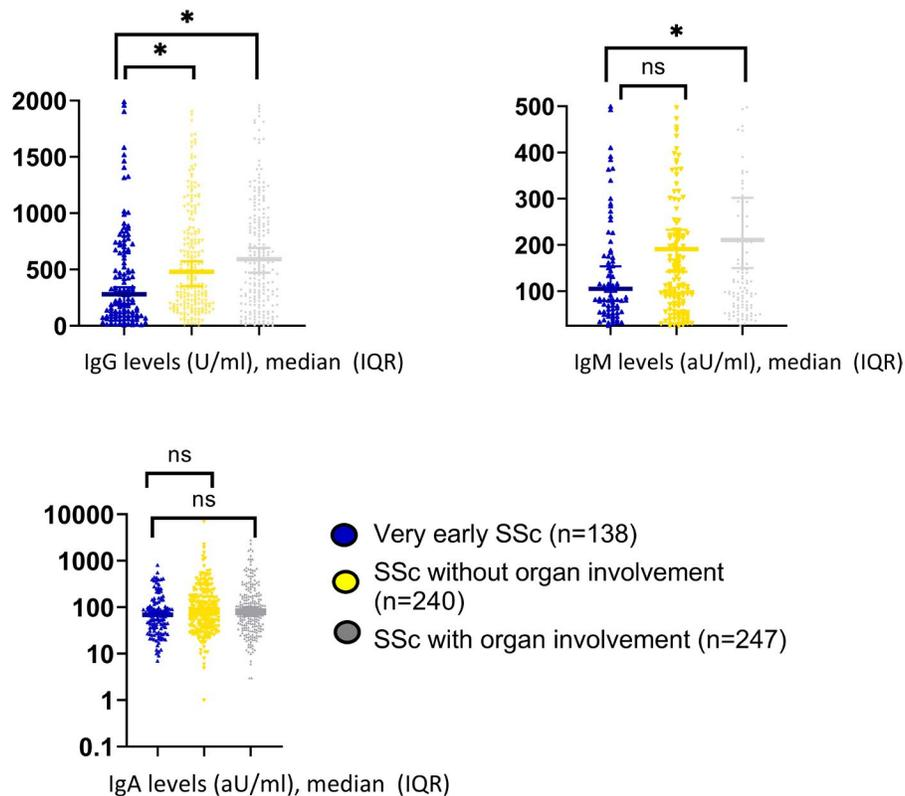 *
*
2000
1500
1000
500
0
IgG levels (U/ml), median (IQR)
*
ns
500
400
300
200
100
IgM levels (aU/ml), median (IQR)
ns
ns
10000
1000
100
10
1
0.1
IgA levels (aU/ml), median (IQR)
Very early SSc (n=138)
SSc without organ involvement
(n=240)
SSc with organ involvement (n=247)